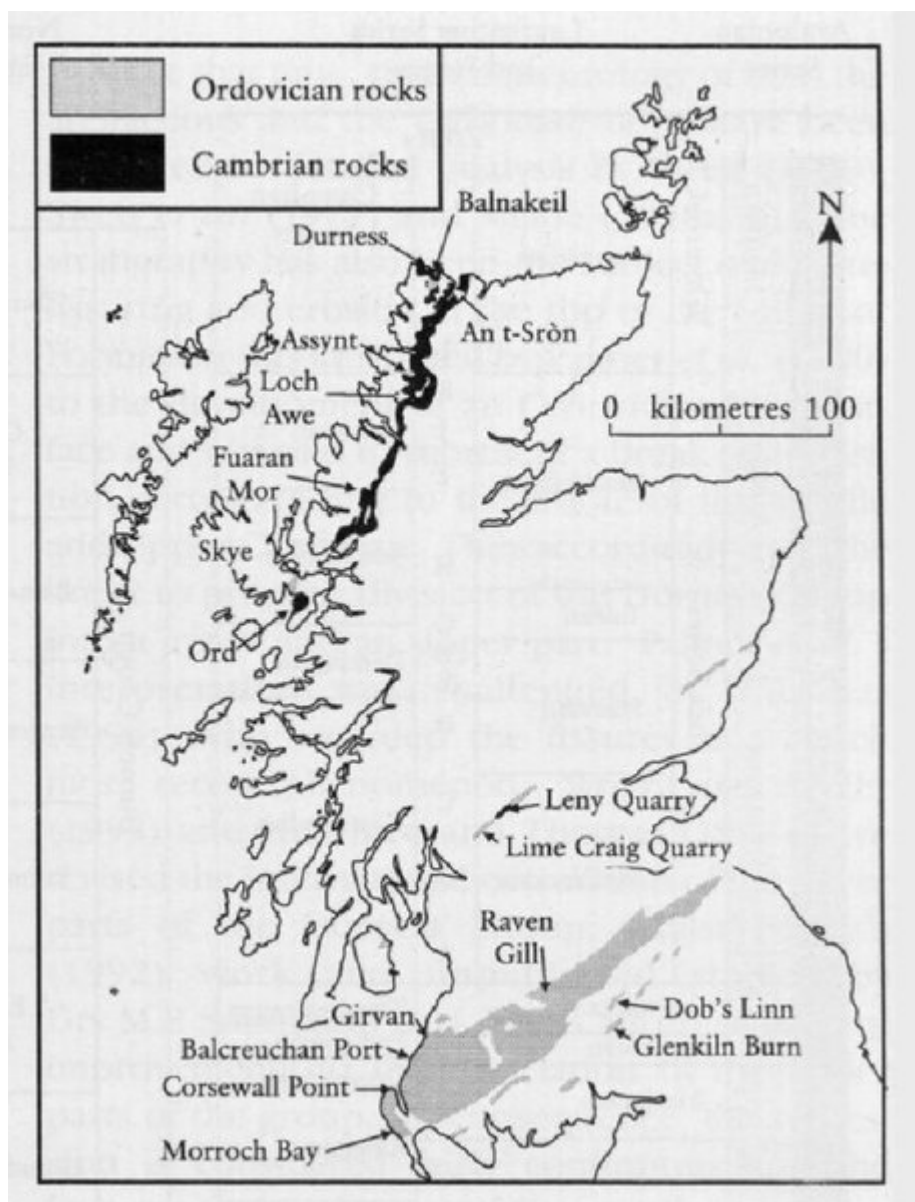 Ordovician rocks
Cambrian rocks
Balnakeil
Durness
N
An t-Sròn
Assynt
Loch
Awe
0 kilometres 100
Fuaran
Mor
Skye
Ord
Leny Quarry
Lime Craig Quarry
Raven
Gill
Dob's Linn
Girvan
Glenkiln Burn
Balcreuchan Port
Corsewall Point
Morroch Bay